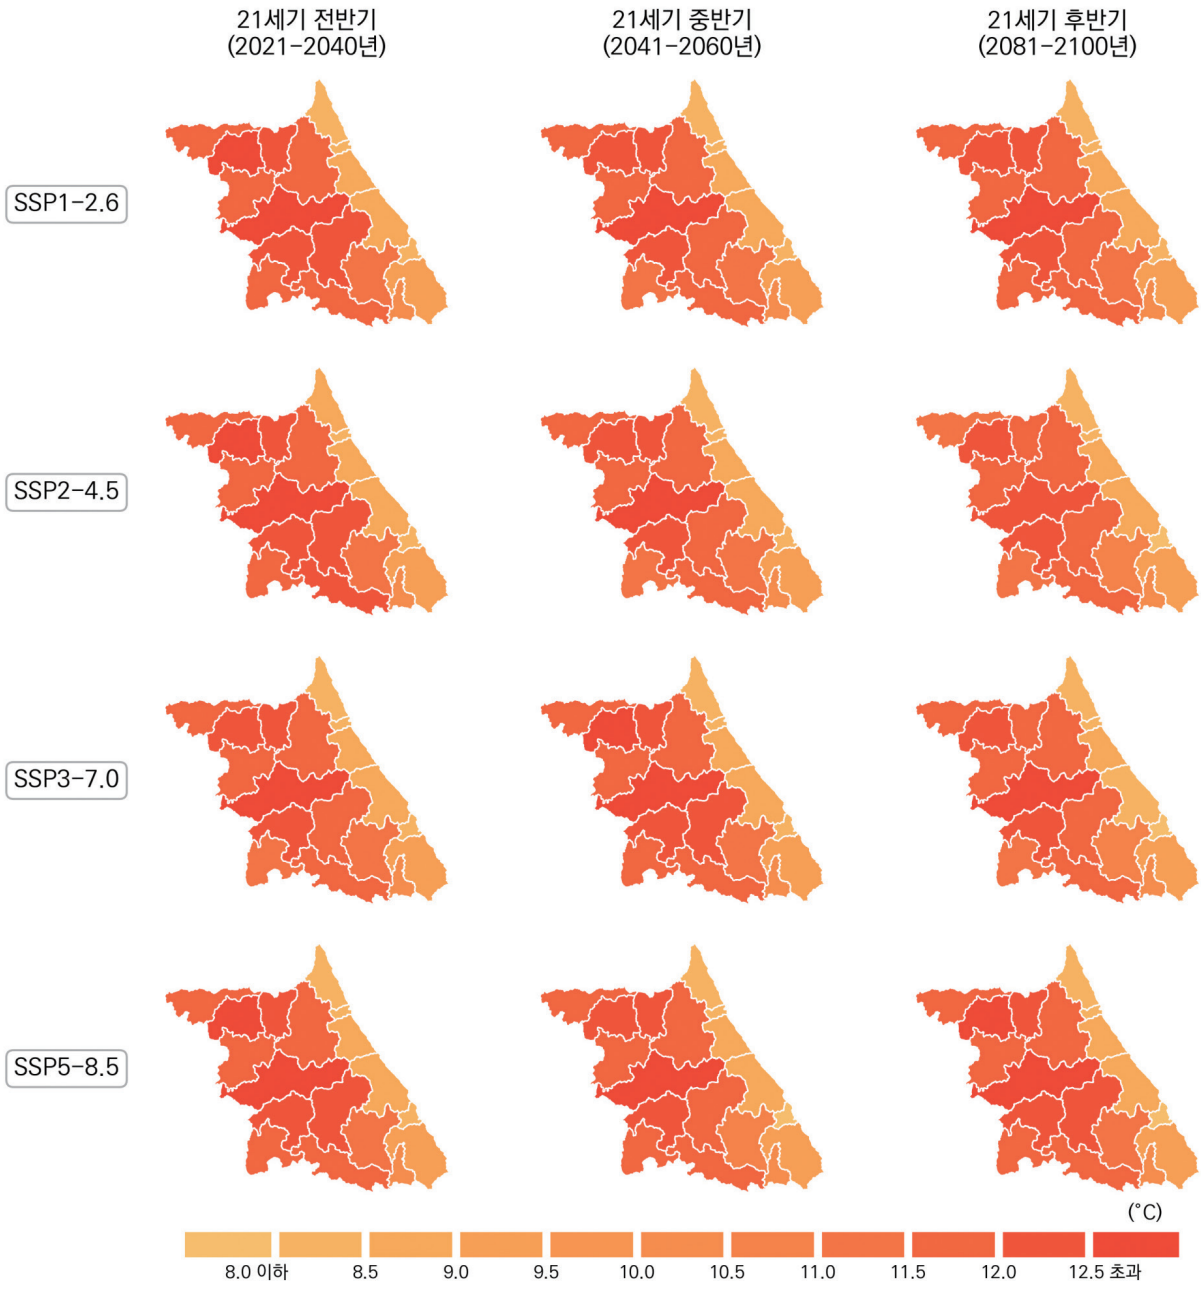 21세기 전반기
(2021-2040년)
21세기 중반기
(2041-2060년)
21세기 후반기
(2081-2100년)
SSP1-2.6
SSP2-4.5
SSP3-7.0
SSP5-8.5
(°C)
8.0 이하 8.5 9.0 9.5 10.0 10.5 11.0 11.5 12.0 12.5 초과